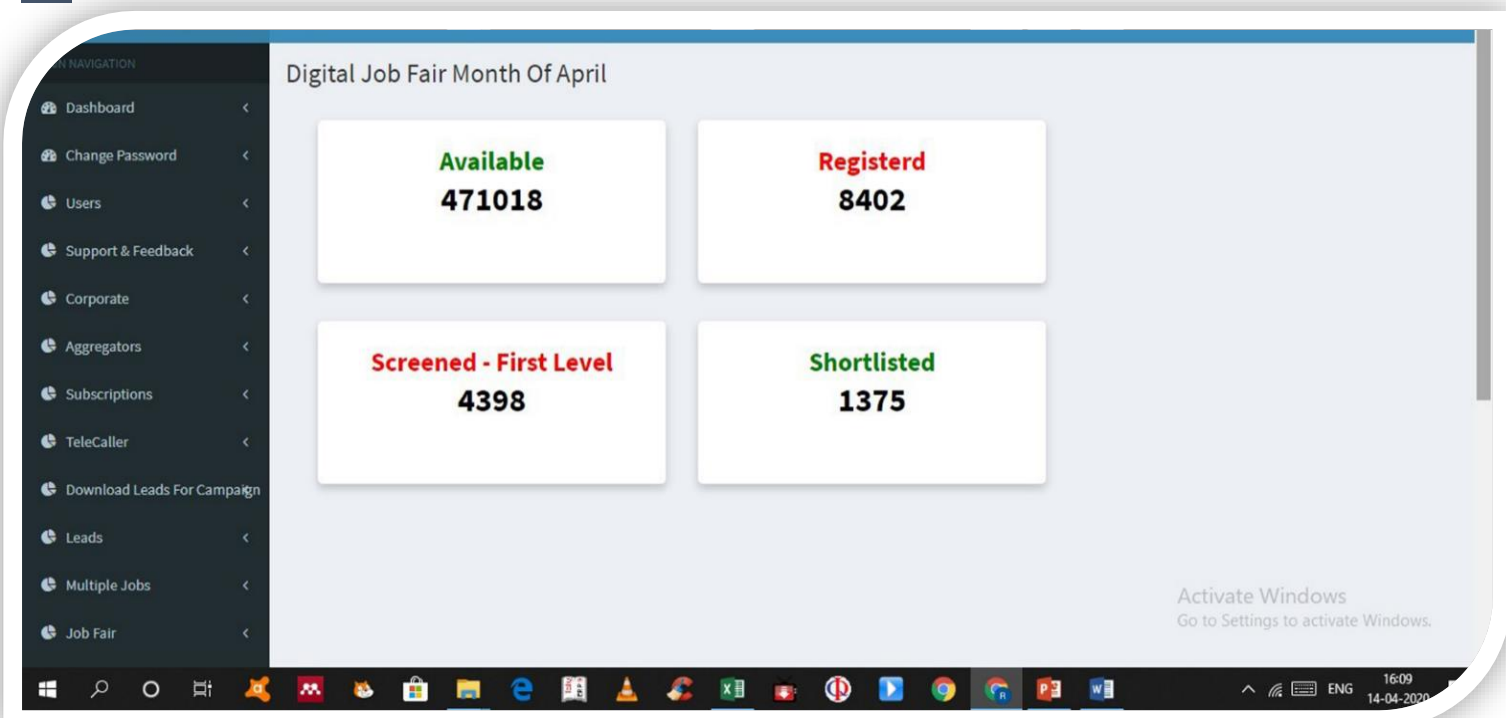 N NAVIGATION
Dashboard
Change Password
Users
Support & Feedback
Corporate
Aggregators
Subscriptions
TeleCaller
Download Leads For Campaign
Leads
Multiple Jobs
Job Fair
Digital Job Fair Month Of April
Available
471018
Registerd
8402
Screened - First Level
4398
Shortlisted
1375
Activate Windows
Go to Settings to activate Windows.
ENG
16:09
14-04-2020